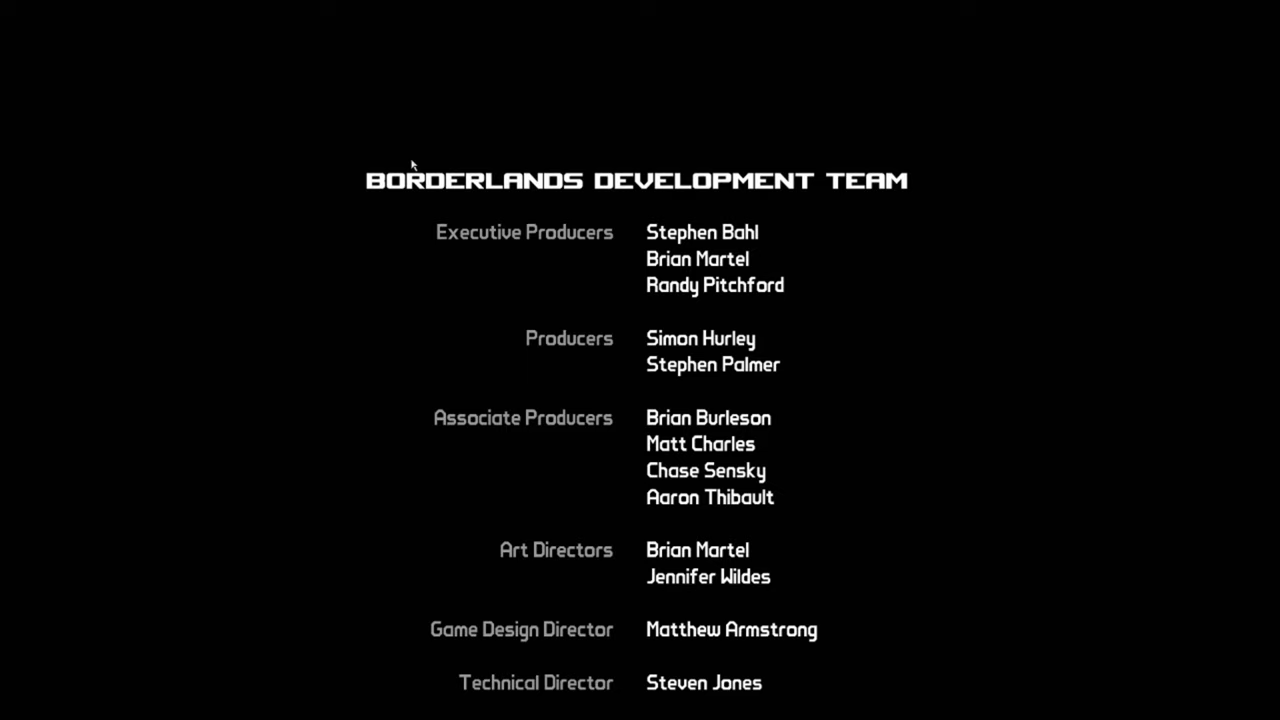 BORDERLANDS DEVELOPMENT TEAM
Executive Producers Stephen Bahl
Brian Martel
Randy Pitchford
Producers Simon Hurley
Stephen Palmer
Associate Producers Brian Burleson
Matt Charles
Chase Sensky
Aaron Thibault
Art Directors Brian Martel
Jennifer Wildes
Game Design Director Matthew Armstrong
Technical Director Steven Jones